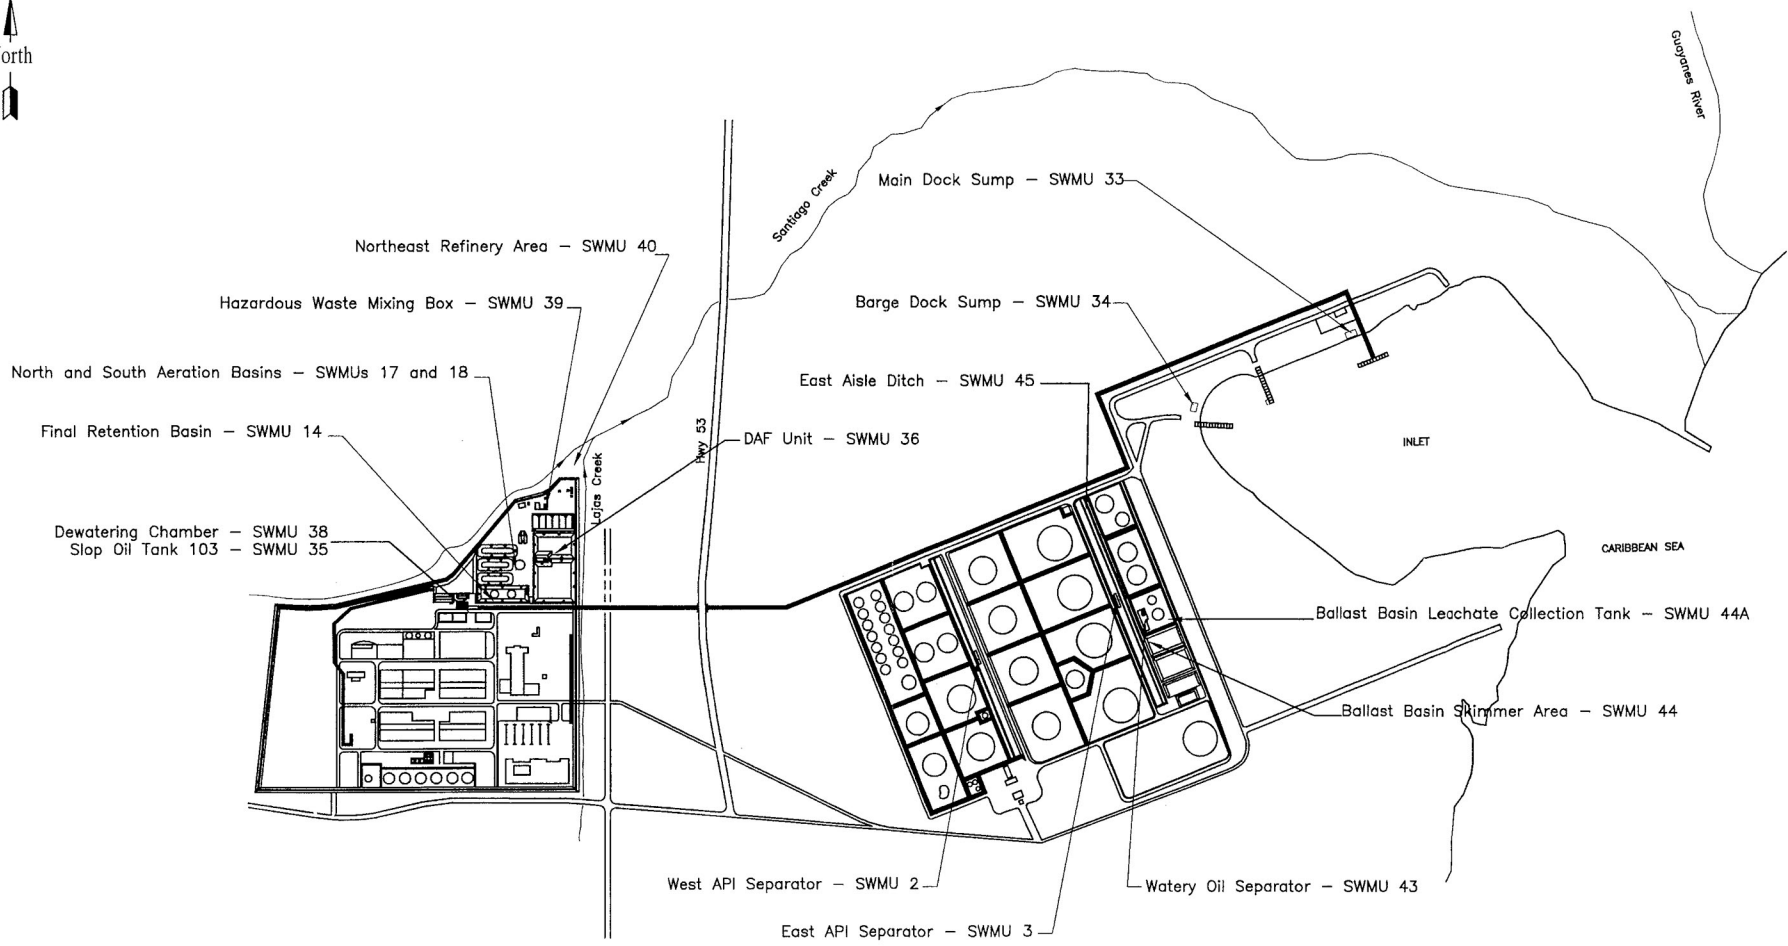 orth
Guayanes River
Main Dock Sump – SWMU 33
Santiago Creek
Northeast Refinery Area – SWMU 40
Hazardous Waste Mixing Box – SWMU 39
Barge Dock Sump – SWMU 34
North and South Aeration Basins – SWMUs 17 and 18
East Aisle Ditch – SWMU 45
Final Retention Basin – SWMU 14
Hwy 53
DAF Unit – SWMU 36
INLET
Lajas Creek
Dewatering Chamber – SWMU 38
Slop Oil Tank 103 – SWMU 35
CARIBBEAN SEA
Ballast Basin Leachate Collection Tank – SWMU 44A
Ballast Basin Skimmer Area – SWMU 44
West API Separator – SWMU 2
Watery Oil Separator – SWMU 43
East API Separator – SWMU 3